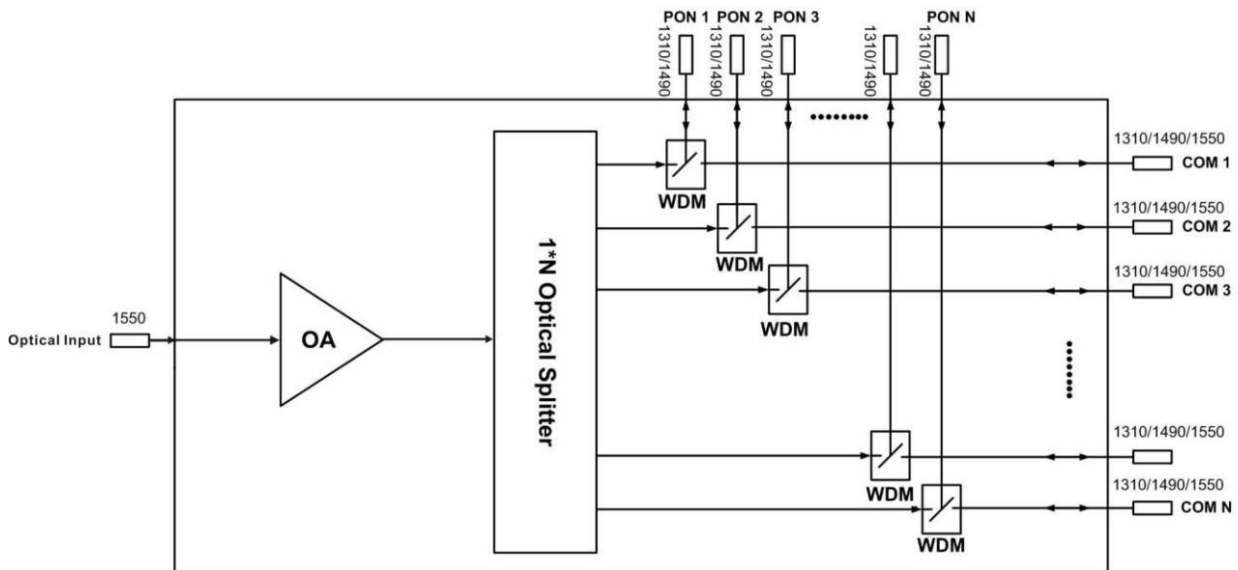 PON 1 PON 2 PON 3 PON N
1310/1490
1310/1490
1310/1490
1310/1490
1310/1490
1310/1490/1550
COM 1
WDM
1310/1490/1550
COM 2
WDM
1310/1490/1550
COM 3
WDM
1550
Optical Input
OA
1*N Optical Splitter
1310/1490/1550
WDM
1310/1490/1550
COM N
WDM